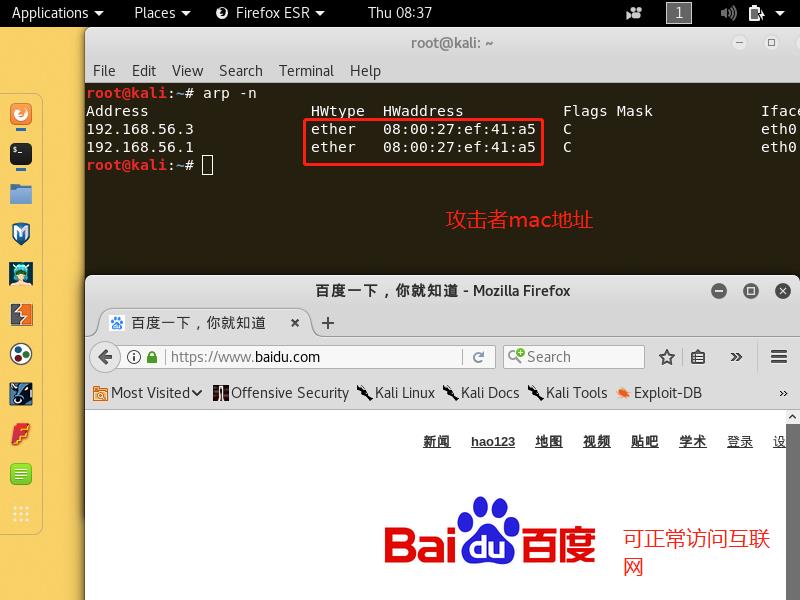 Applications Places Firefox ESR Thu 08:37 1
root@kali: ~
File Edit View Search Terminal Help
root@kali:~# arp -n
Address HWtype HWaddress Flags Mask Iface
192.168.56.3 ether 08:00:27:ef:41:a5 C eth0
192.168.56.1 ether 08:00:27:ef:41:a5 C eth0
root@kali:~#
攻击者mac地址
百度一下，你就知道 - Mozilla Firefox
百度一下，你就知道
https://www.baidu.com Search
Most Visited Offensive Security Kali Linux Kali Docs Kali Tools Exploit-DB
新闻 hao123 地图 视频 贴吧 学术 登录 设
Bai du 百度
可正常访问互联
网